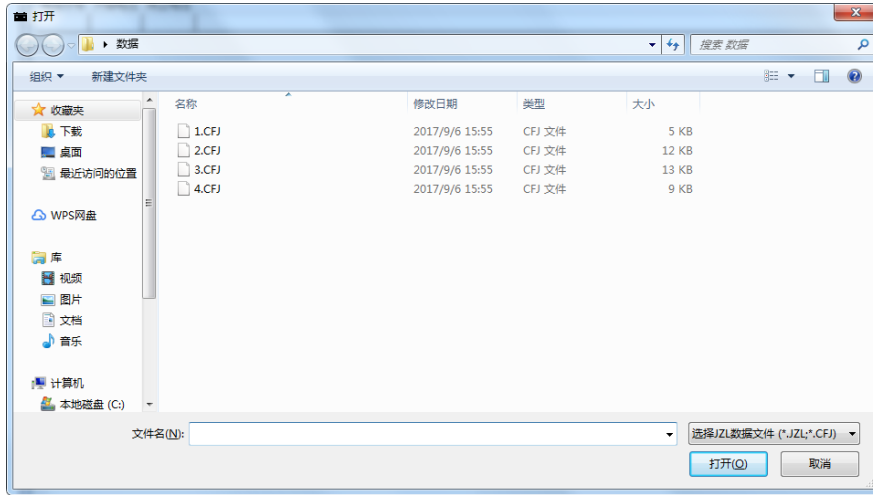 打开
数据
搜索 数据
组织
新建文件夹
收藏夹
下载
桌面
最近访问的位置
WPS网盘
库
视频
图片
文档
音乐
计算机
本地磁盘 (C:)
名称 修改日期 类型 大小
1.CFJ 2017/9/6 15:55 CFJ 文件 5 KB
2.CFJ 2017/9/6 15:55 CFJ 文件 12 KB
3.CFJ 2017/9/6 15:55 CFJ 文件 13 KB
4.CFJ 2017/9/6 15:55 CFJ 文件 9 KB
文件名(N):
选择JZL数据文件 (*.JZL;*.CFJ)
打开(O) 取消